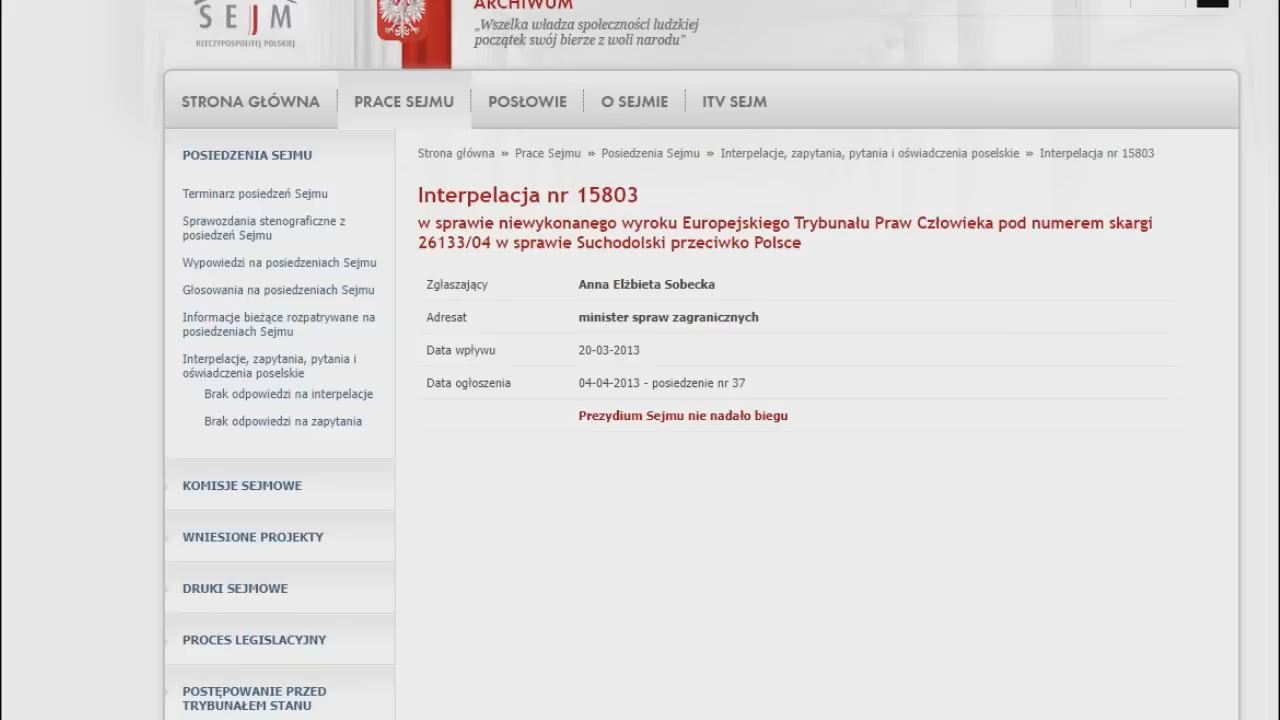 SEJM
RZECZYPOSPOLITEJ POLSKIEJ
ARCHIWUM
„Wszelka władza społeczności ludzkiej
początek swój bierze z woli narodu”
STRONA GŁÓWNA
PRACE SEJMU
POSŁOWIE
O SEJMIE
ITV SEJM
POSIEDZENIA SEJMU
Terminarz posiedzeń Sejmu
Sprawozdania stenograficzne z
posiedzeń Sejmu
Wypowiedzi na posiedzeniach Sejmu
Głosowania na posiedzeniach Sejmu
Informacje bieżące rozpatrywane na
posiedzeniach Sejmu
Interpelacje, zapytania, pytania i
oświadczenia poselskie
Brak odpowiedzi na interpelacje
Brak odpowiedzi na zapytania
KOMISJE SEJMOWE
WNIESIONE PROJEKTY
DRUKI SEJMOWE
PROCES LEGISLACYJNY
POSTĘPOWANIE PRZED
TRYBUNAŁEM STANU
Strona główna » Prace Sejmu » Posiedzenia Sejmu » Interpelacje, zapytania, pytania i oświadczenia poselskie » Interpelacja nr 15803
Interpelacja nr 15803
w sprawie niewykonanego wyroku Europejskiego Trybunału Praw Człowieka pod numerem skargi
26133/04 w sprawie Suchodolski przeciwko Polsce
Zgłaszający Anna Elżbieta Sobecka
Adresat minister spraw zagranicznych
Data wpływu 20-03-2013
Data ogłoszenia 04-04-2013 - posiedzenie nr 37
Prezydium Sejmu nie nadało biegu